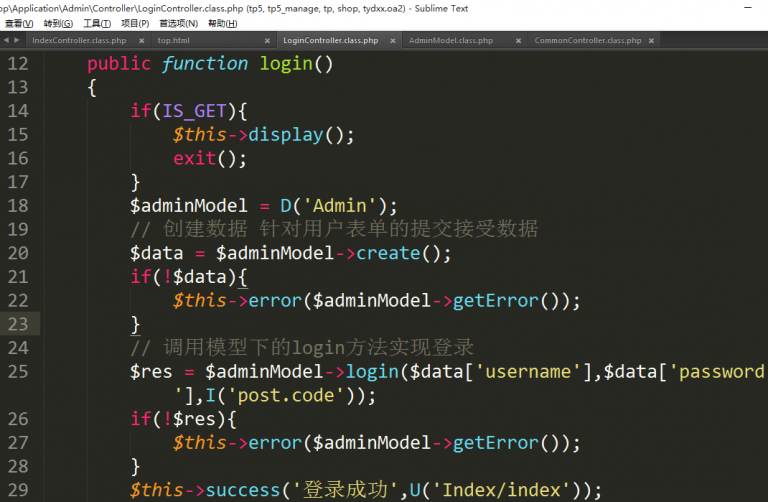 op\Application\Admin\Controller\LoginController.class.php (tp5, tp5_manage, tp, shop, tydxx.oa2) - Sublime Text
查看(V) 转到(G) 工具(T) 项目(P) 首选项(N) 帮助(H)
IndexController.class.php × top.html × LoginController.class.php × AdminModel.class.php × CommonController.class.php ×
12 public function login()
13 {
14 if(IS_GET){
15 $this->display();
16 exit();
17 }
18 $adminModel = D('Admin');
19 // 创建数据 针对用户表单的提交接受数据
20 $data = $adminModel->create();
21 if(!$data){
22 $this->error($adminModel->getError());
23 }
24 // 调用模型下的login方法实现登录
25 $res = $adminModel->login($data['username'],$data['password
'],I('post.code'));
26 if(!$res){
27 $this->error($adminModel->getError());
28 }
29 $this->success('登录成功',U('Index/index'));